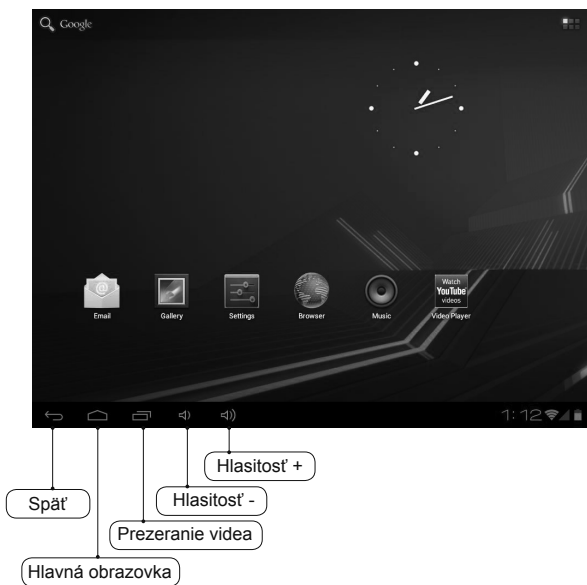 Google
Email
Gallery
Settings
Browser
Music
Watch
YouTube
videos
Video Player
1:12
Hlasitosť +
Späť
Hlasitosť -
Prezeranie videa
Hlavná obrazovka